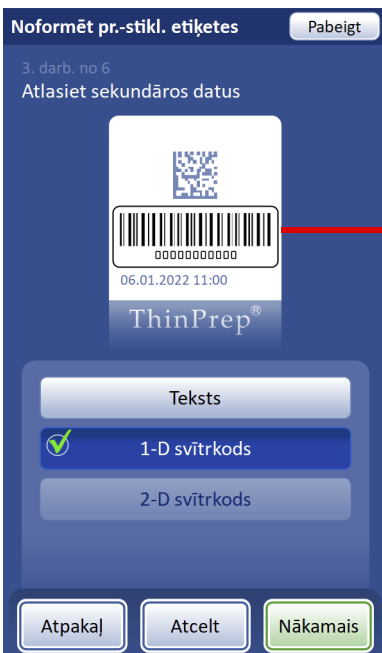 Noformēt pr.-stikl. etiķetes
Pabeigt
3. darb. no 6
Atlasiet sekundāros datus
00000000000
06.01.2022 11:00
ThinPrep®
Teksts
1-D svītrkods
2-D svītrkods
Atpakaļ
Atcelt
Nākamais